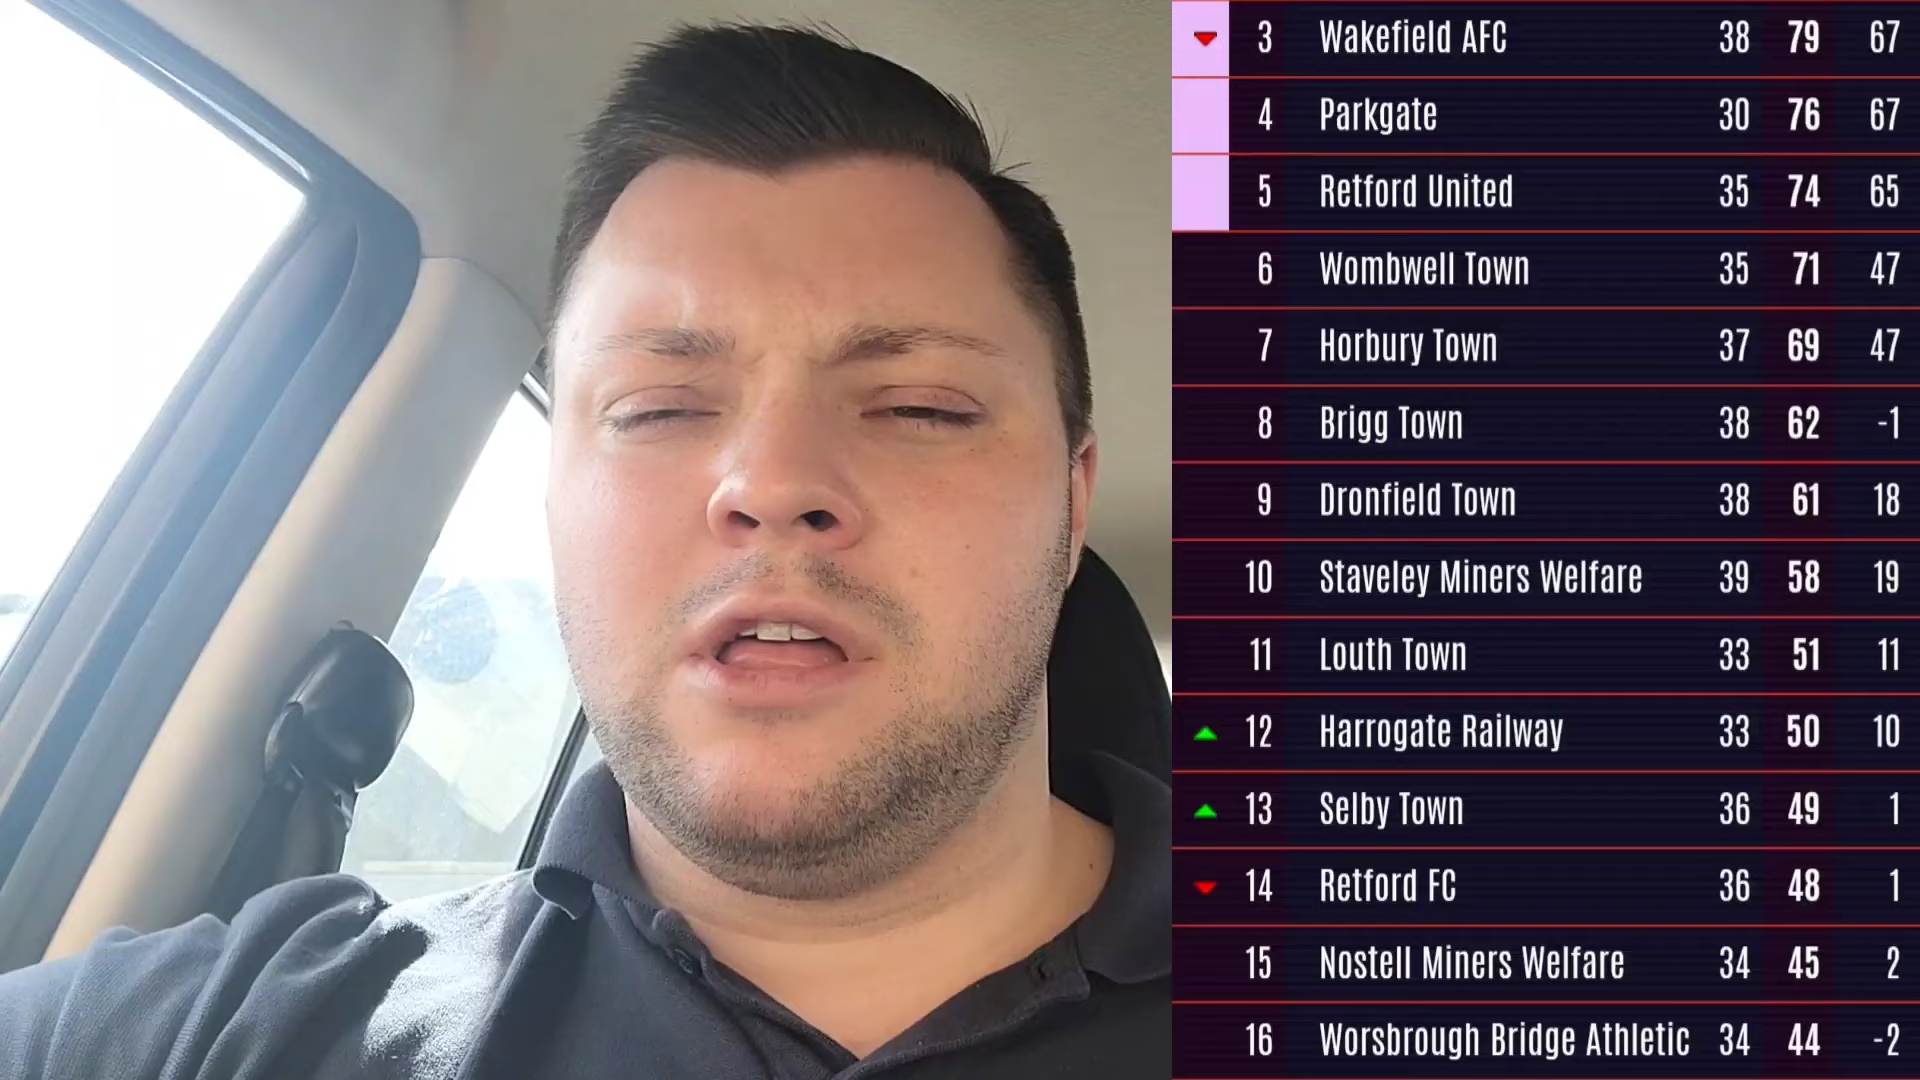 3 Wakefield AFC 38 79 67
4 Parkgate 30 76 67
5 Retford United 35 74 65
6 Wombwell Town 35 71 47
7 Horbury Town 37 69 47
8 Brigg Town 38 62 -1
9 Dronfield Town 38 61 18
10 Staveley Miners Welfare 39 58 19
11 Louth Town 33 51 11
12 Harrogate Railway 33 50 10
13 Selby Town 36 49 1
14 Retford FC 36 48 1
15 Nostell Miners Welfare 34 45 2
16 Worsbrough Bridge Athletic 34 44 -2